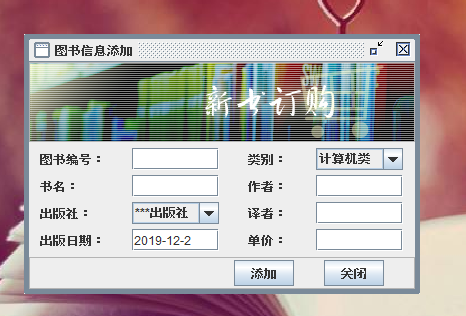 图书信息添加
新书订购
图书编号： 类别： 计算机类
书名： 作者：
出版社： ***出版社 译者：
出版日期： 2019-12-2 单价：
添加 关闭